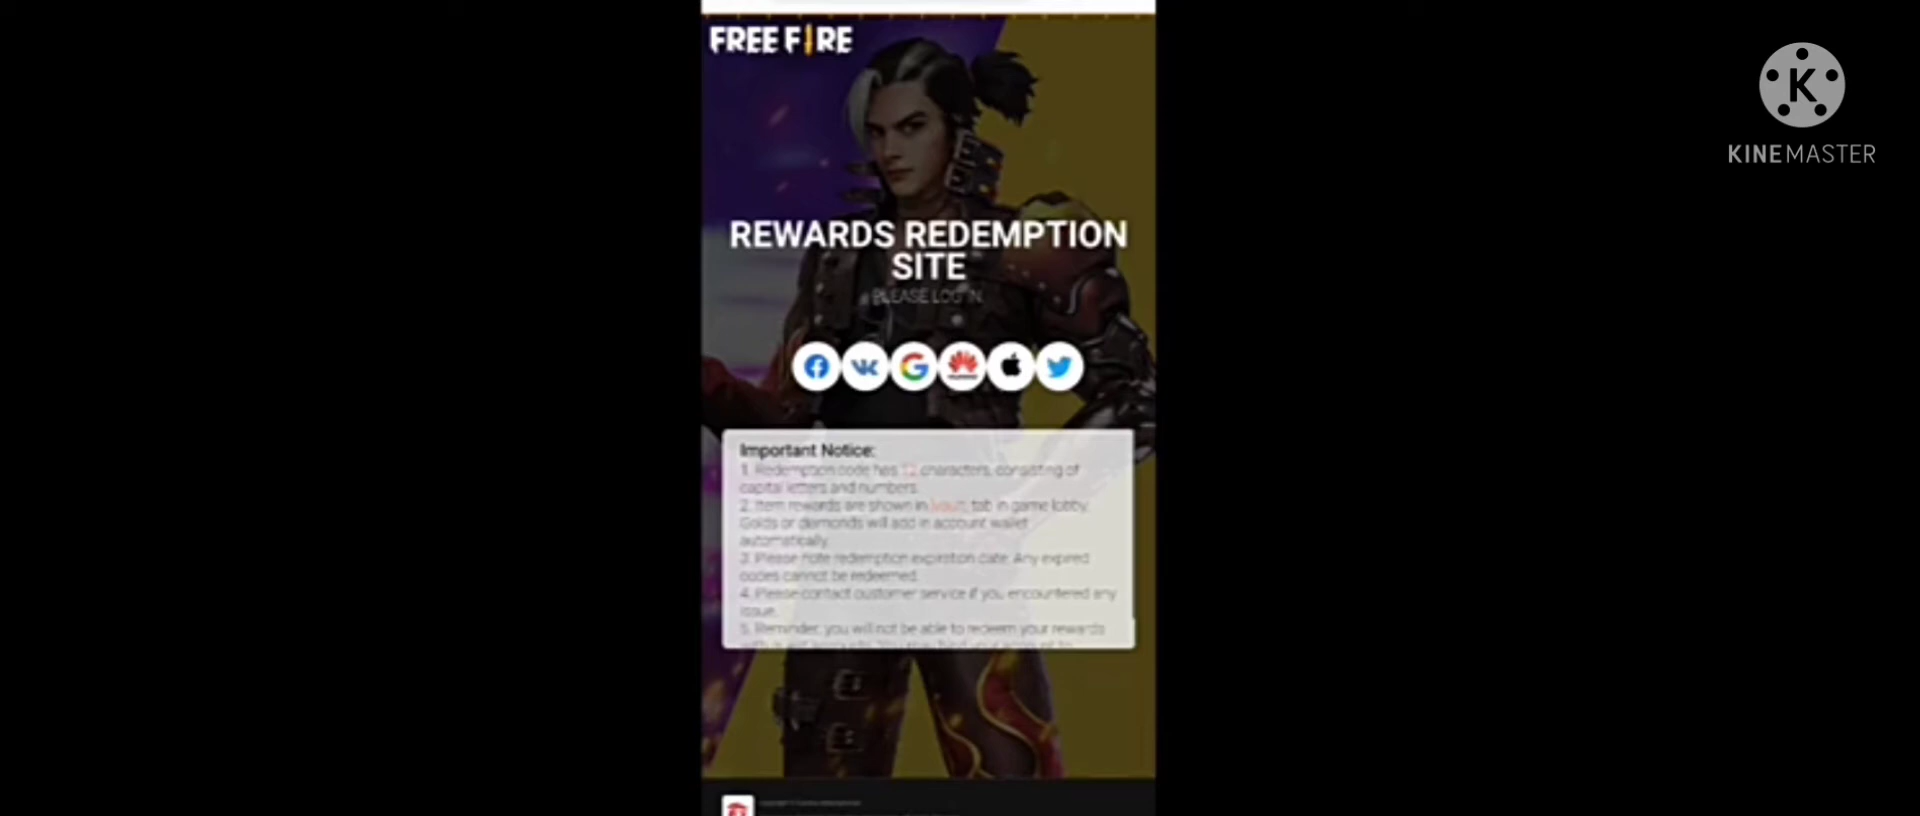 FREE FIRE
K
KINEMASTER
REWARDS REDEMPTION
SITE
PLEASE LOG IN
Important Notice:
1. Redemption code has 12 characters, consisting of
capital letters and numbers.
2. Item rewards are shown in [vault] tab in game lobby.
Golds or diamonds will add in account wallet
automatically.
3. Please note redemption expiration date. Any expired
codes cannot be redeemed.
4. Please contact customer service if you encountered any
issue.
5. Reminder, you will not be able to redeem your rewards